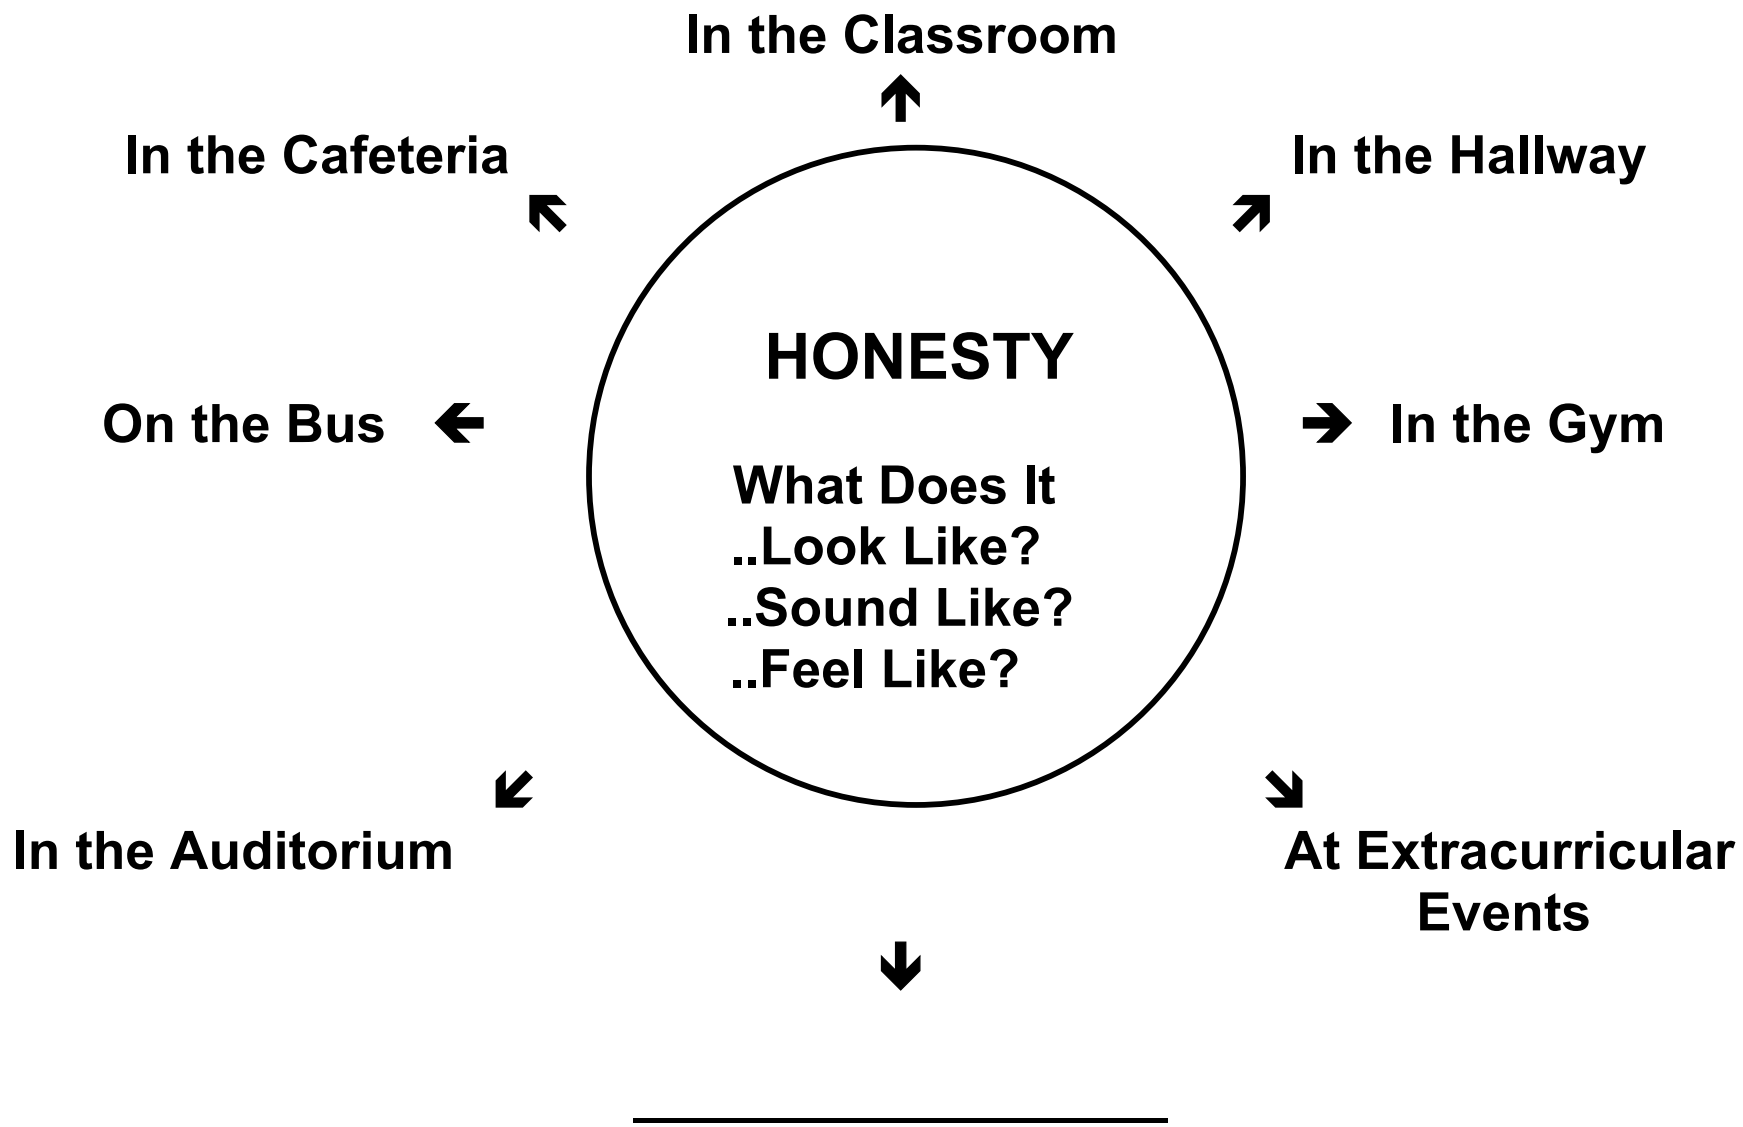 In the Classroom
In the Cafeteria
In the Hallway
HONESTY
On the Bus
In the Gym
What Does It
..Look Like?
..Sound Like?
..Feel Like?
In the Auditorium
At Extracurricular
Events